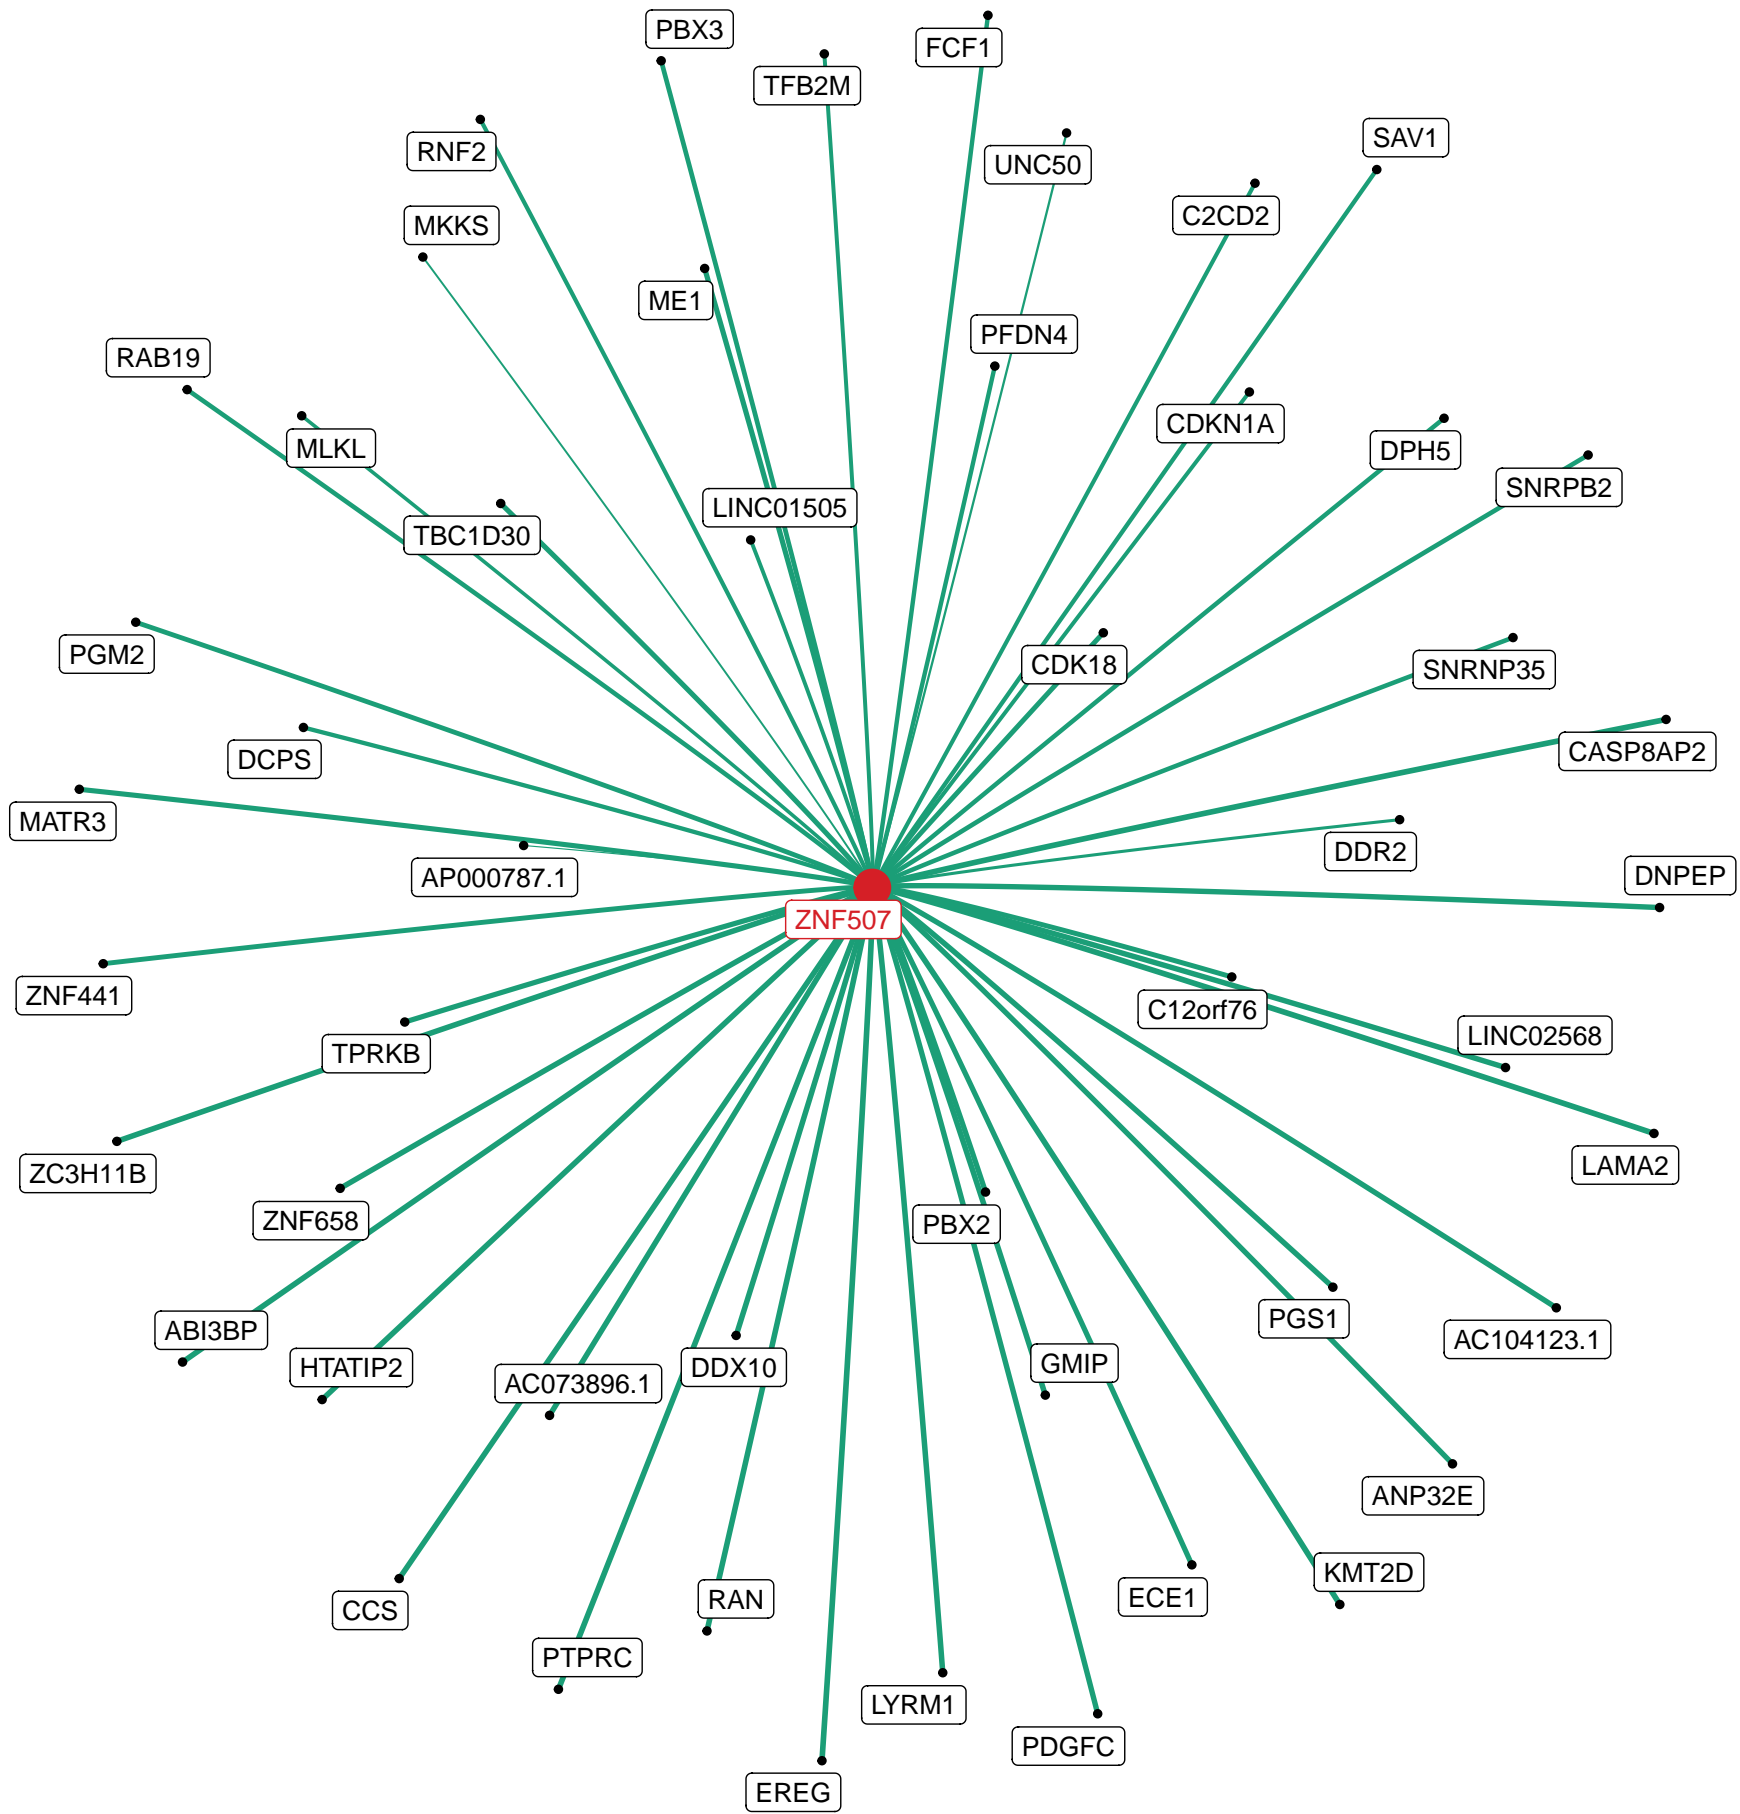 PBX3
FCF1
TFB2M
SAV1
RNF2
UNC50
C2CD2
MKKS
ME1
PFDN4
RAB19
CDKN1A
MLKL
DPH5
SNRPB2
LINC01505
TBC1D30
PGM2
CDK18
SNRNP35
DCPS
CASP8AP2
MATR3
DDR2
AP000787.1
DNPEP
ZNF507
ZNF441
C12orf76
LINC02568
TPRKB
ZC3H11B
LAMA2
ZNF658
PBX2
ABI3BP
PGS1
AC104123.1
HTATIP2
DDX10
GMIP
AC073896.1
ANP32E
KMT2D
CCS
RAN
ECE1
PTPRC
LYRM1
PDGFC
EREG